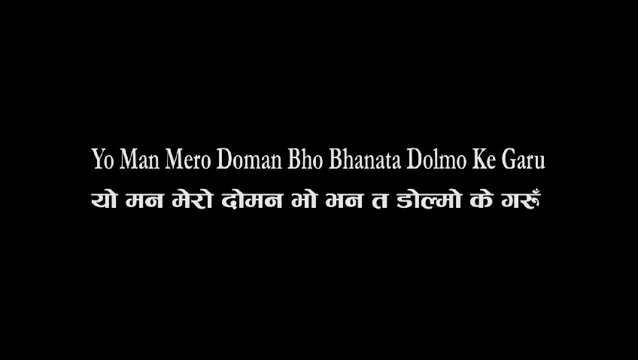 Yo Man Mero Doman Bho Bhanata Dolmo Ke Garu
यो मन मेरो दोमन भो भन त डोल्मो के गरूँ